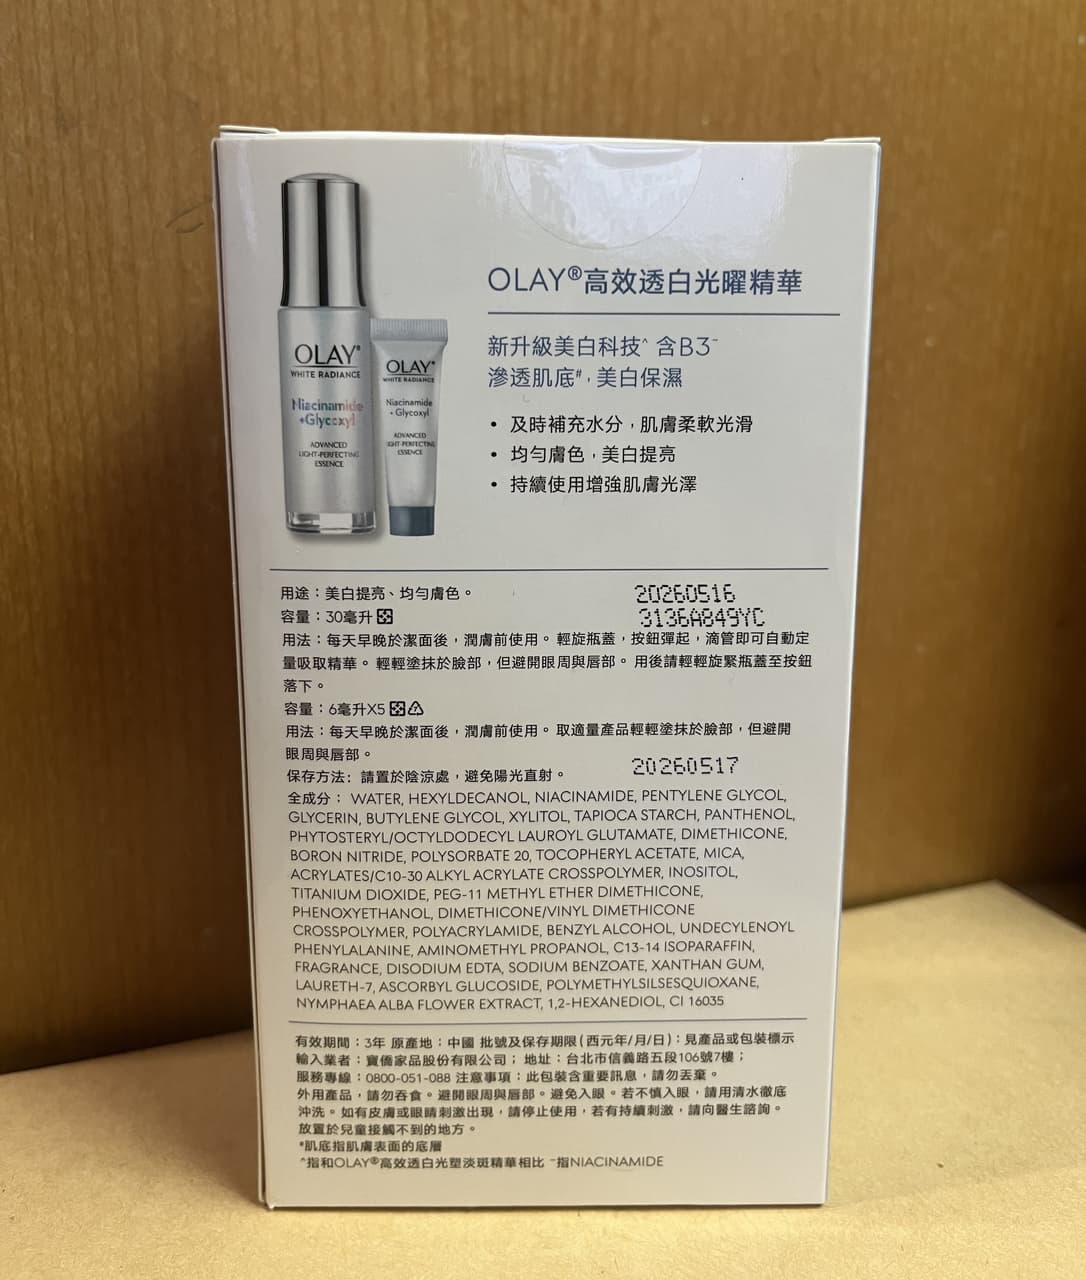 OLAY®
WHITE RADIANCE
Niacinamide
+Glycoxyl
ADVANCED
LIGHT-PERFECTING
ESSENCE
OLAY®
WHITE RADIANCE
Niacinamide
+ Glycoxyl
ADVANCED
LIGHT-PERFECTING
ESSENCE
OLAY®高效透白光曜精華
新升級美白科技^ 含B3~
滲透肌底#，美白保濕
• 及時補充水分，肌膚柔軟光滑
• 均勻膚色，美白提亮
• 持續使用增強肌膚光澤
用途：美白提亮、均勻膚色。
20260516
容量：30毫升
3136A849YC
用法：每天早晚於潔面後，潤膚前使用。輕旋瓶蓋，按鈕彈起，滴管即可自動定
量吸取精華。輕輕塗抹於臉部，但避開眼周與唇部。用後請輕輕旋緊瓶蓋至按鈕
落下。
容量：6毫升X5
用法：每天早晚於潔面後，潤膚前使用。取適量產品輕輕塗抹於臉部，但避開
眼周與唇部。
20260517
保存方法: 請置於陰涼處，避免陽光直射。
全成分： WATER, HEXYLDECANOL, NIACINAMIDE, PENTYLENE GLYCOL,
GLYCERIN, BUTYLENE GLYCOL, XYLITOL, TAPIOCA STARCH, PANTHENOL,
PHYTOSTERYL/OCTYLDODECYL LAUROYL GLUTAMATE, DIMETHICONE,
BORON NITRIDE, POLYSORBATE 20, TOCOPHERYL ACETATE, MICA,
ACRYLATES/C10-30 ALKYL ACRYLATE CROSSPOLYMER, INOSITOL,
TITANIUM DIOXIDE, PEG-11 METHYL ETHER DIMETHICONE,
PHENOXYETHANOL, DIMETHICONE/VINYL DIMETHICONE
CROSSPOLYMER, POLYACRYLAMIDE, BENZYL ALCOHOL, UNDECYLENOYL
PHENYLALANINE, AMINOMETHYL PROPANOL, C13-14 ISOPARAFFIN,
FRAGRANCE, DISODIUM EDTA, SODIUM BENZOATE, XANTHAN GUM,
LAURETH-7, ASCORBYL GLUCOSIDE, POLYMETHYLSILSESQUIOXANE,
NYMPHAEA ALBA FLOWER EXTRACT, 1,2-HEXANEDIOL, CI 16035
有效期間：3年 原產地：中國 批號及保存期限(西元年/月/日)：見產品或包裝標示
輸入業者：寶僑家品股份有限公司； 地址：台北市信義路五段106號7樓；
服務專線：0800-051-088 注意事項：此包裝含重要訊息，請勿丟棄。
外用產品，請勿吞食。避開眼周與唇部。避免入眼。若不慎入眼，請用清水徹底
沖洗。如有皮膚或眼睛刺激出現，請停止使用，若有持續刺激，請向醫生諮詢。
放置於兒童接觸不到的地方。
#肌底指肌膚表面的底層
^指和OLAY®高效透白光塑淡斑精華相比 ~指NIACINAMIDE